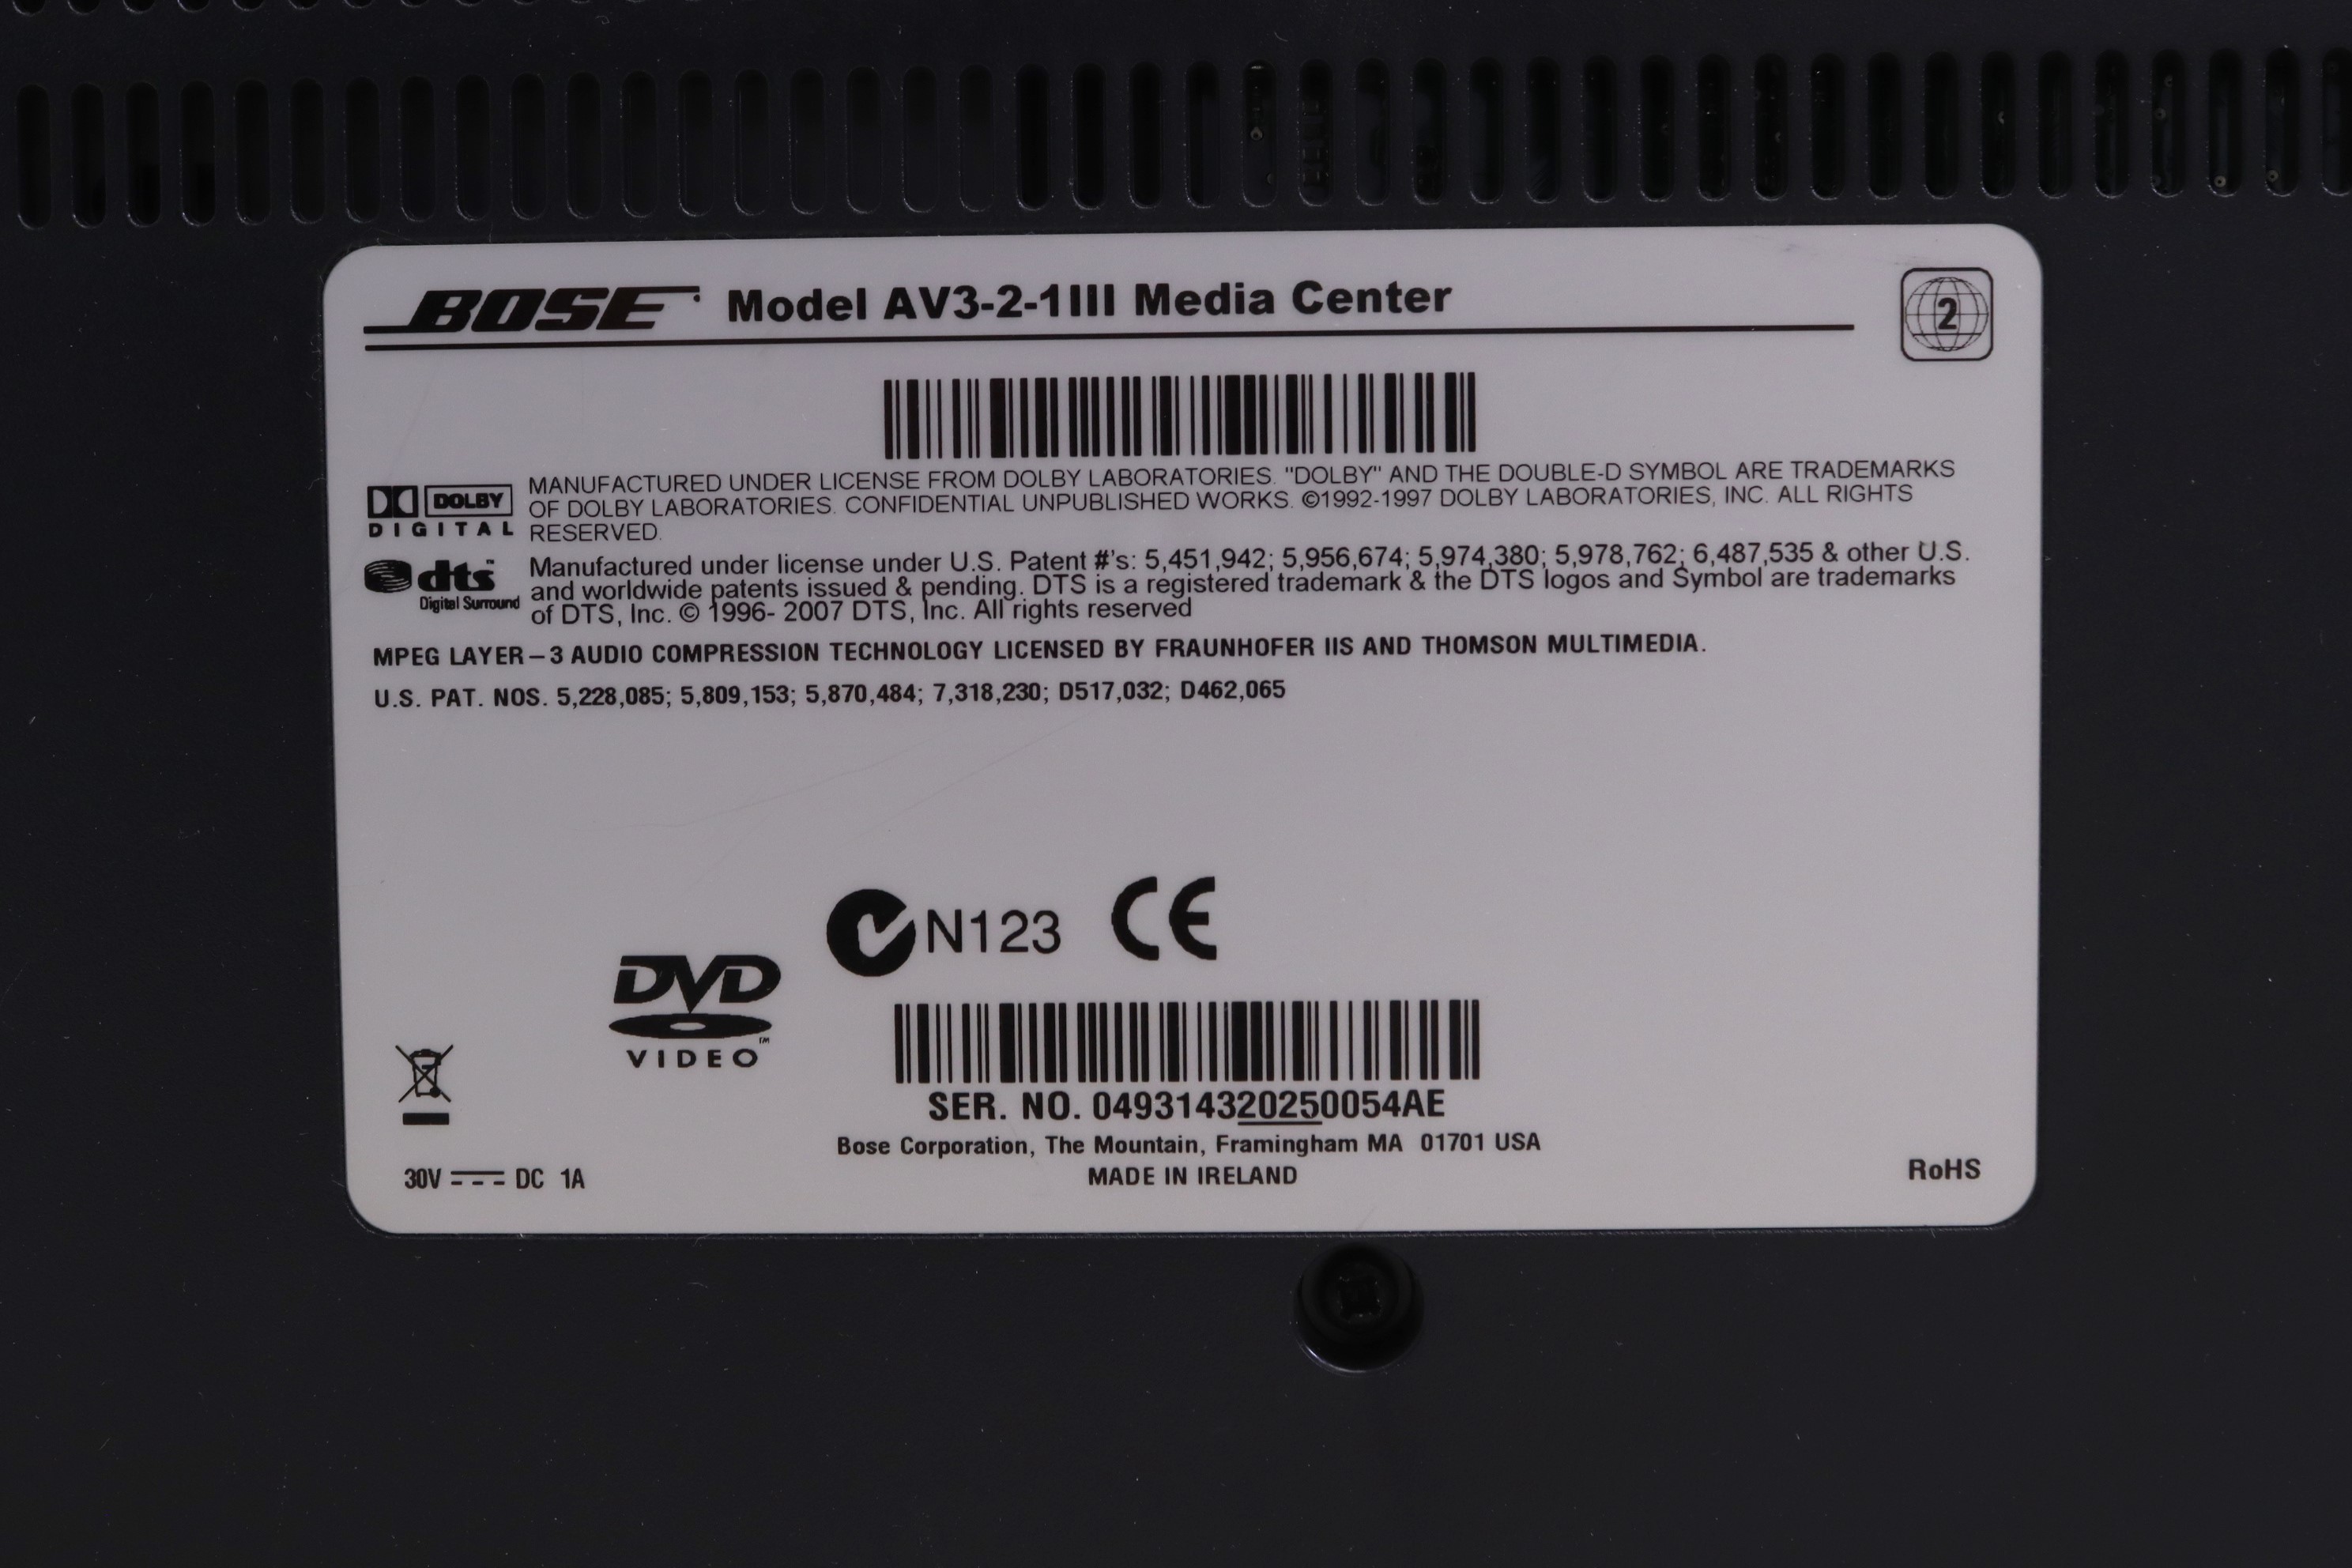 BOSE Model AV3-2-1III Media Center
2
MANUFACTURED UNDER LICENSE FROM DOLBY LABORATORIES. "DOLBY" AND THE DOUBLE-D SYMBOL ARE TRADEMARKS
DOLBY
OF DOLBY LABORATORIES. CONFIDENTIAL UNPUBLISHED WORKS. ©1992-1997 DOLBY LABORATORIES, INC. ALL RIGHTS
DIGITAL
RESERVED.
dts™
Digital Surround
Manufactured under license under U.S. Patent #'s: 5,451,942; 5,956,674; 5,974,380; 5,978,762; 6,487,535 & other U.S.
and worldwide patents issued & pending. DTS is a registered trademark & the DTS logos and Symbol are trademarks
of DTS, Inc. © 1996- 2007 DTS, Inc. All rights reserved
MPEG LAYER–3 AUDIO COMPRESSION TECHNOLOGY LICENSED BY FRAUNHOFER IIS AND THOMSON MULTIMEDIA.
U.S. PAT. NOS. 5,228,085; 5,809,153; 5,870,484; 7,318,230; D517,032; D462,065
N123 CE
DVD
VIDEO™
SER. NO. 049314320250054AE
Bose Corporation, The Mountain, Framingham MA 01701 USA
MADE IN IRELAND
30V DC 1A
RoHS